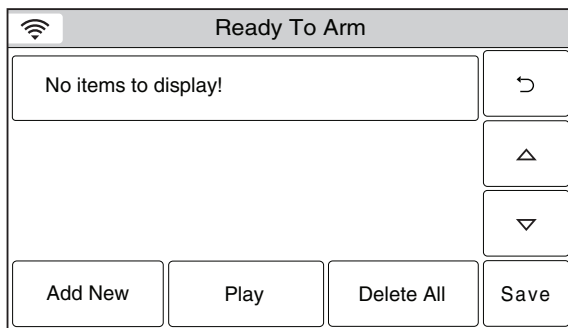 Ready To Arm
No items to display!
Add New
Play
Delete All
Save